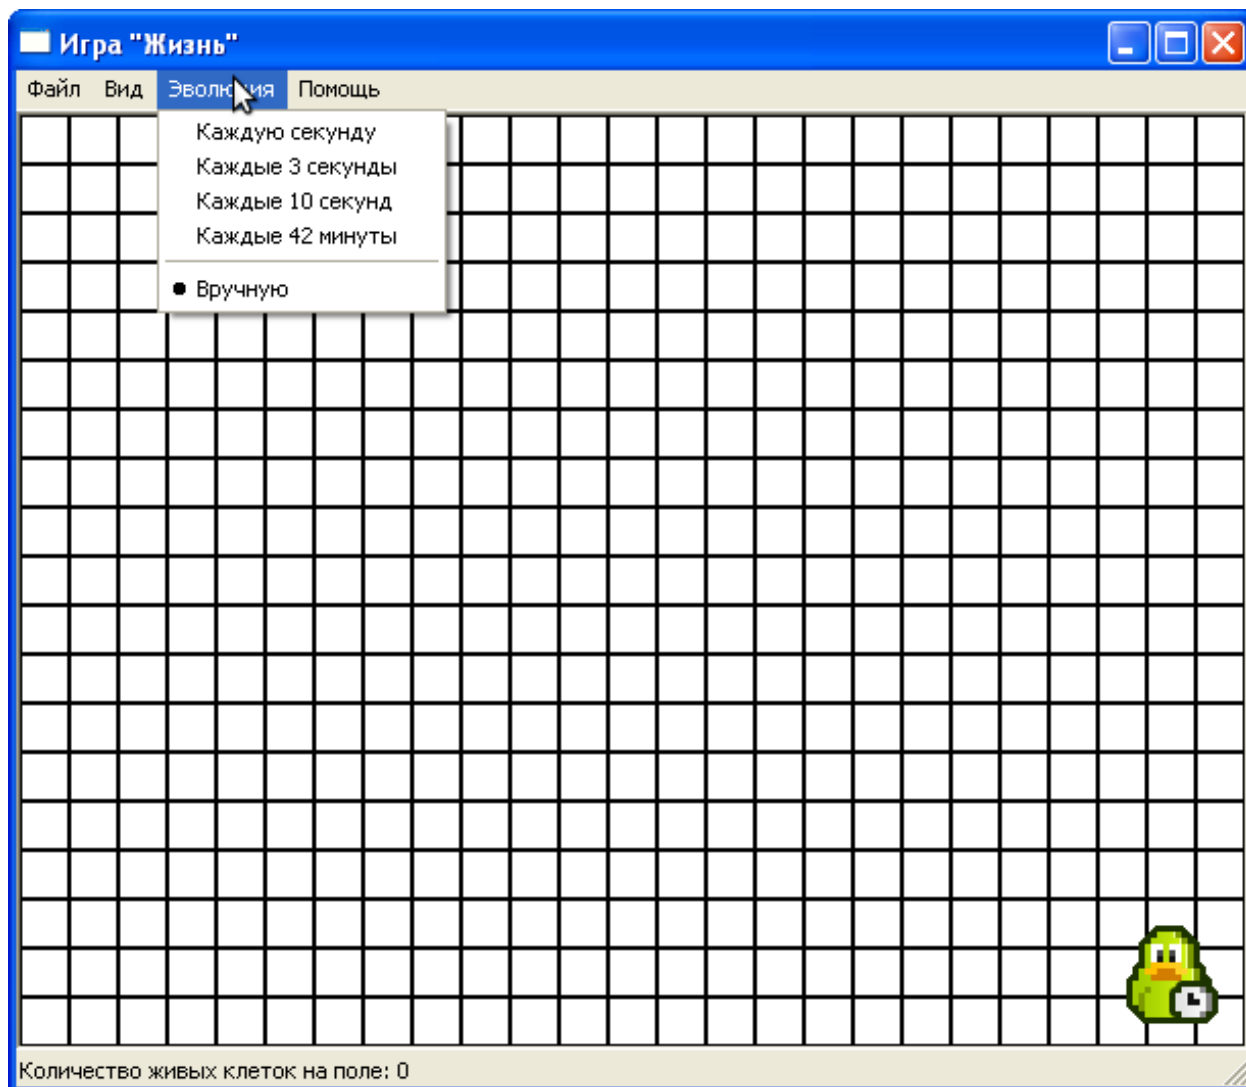 Игра "Жизнь"
Файл Вид Эволюция Помощь
Каждую секунду
Каждые 3 секунды
Каждые 10 секунд
Каждые 42 минуты
Вручную
Количество живых клеток на поле: 0